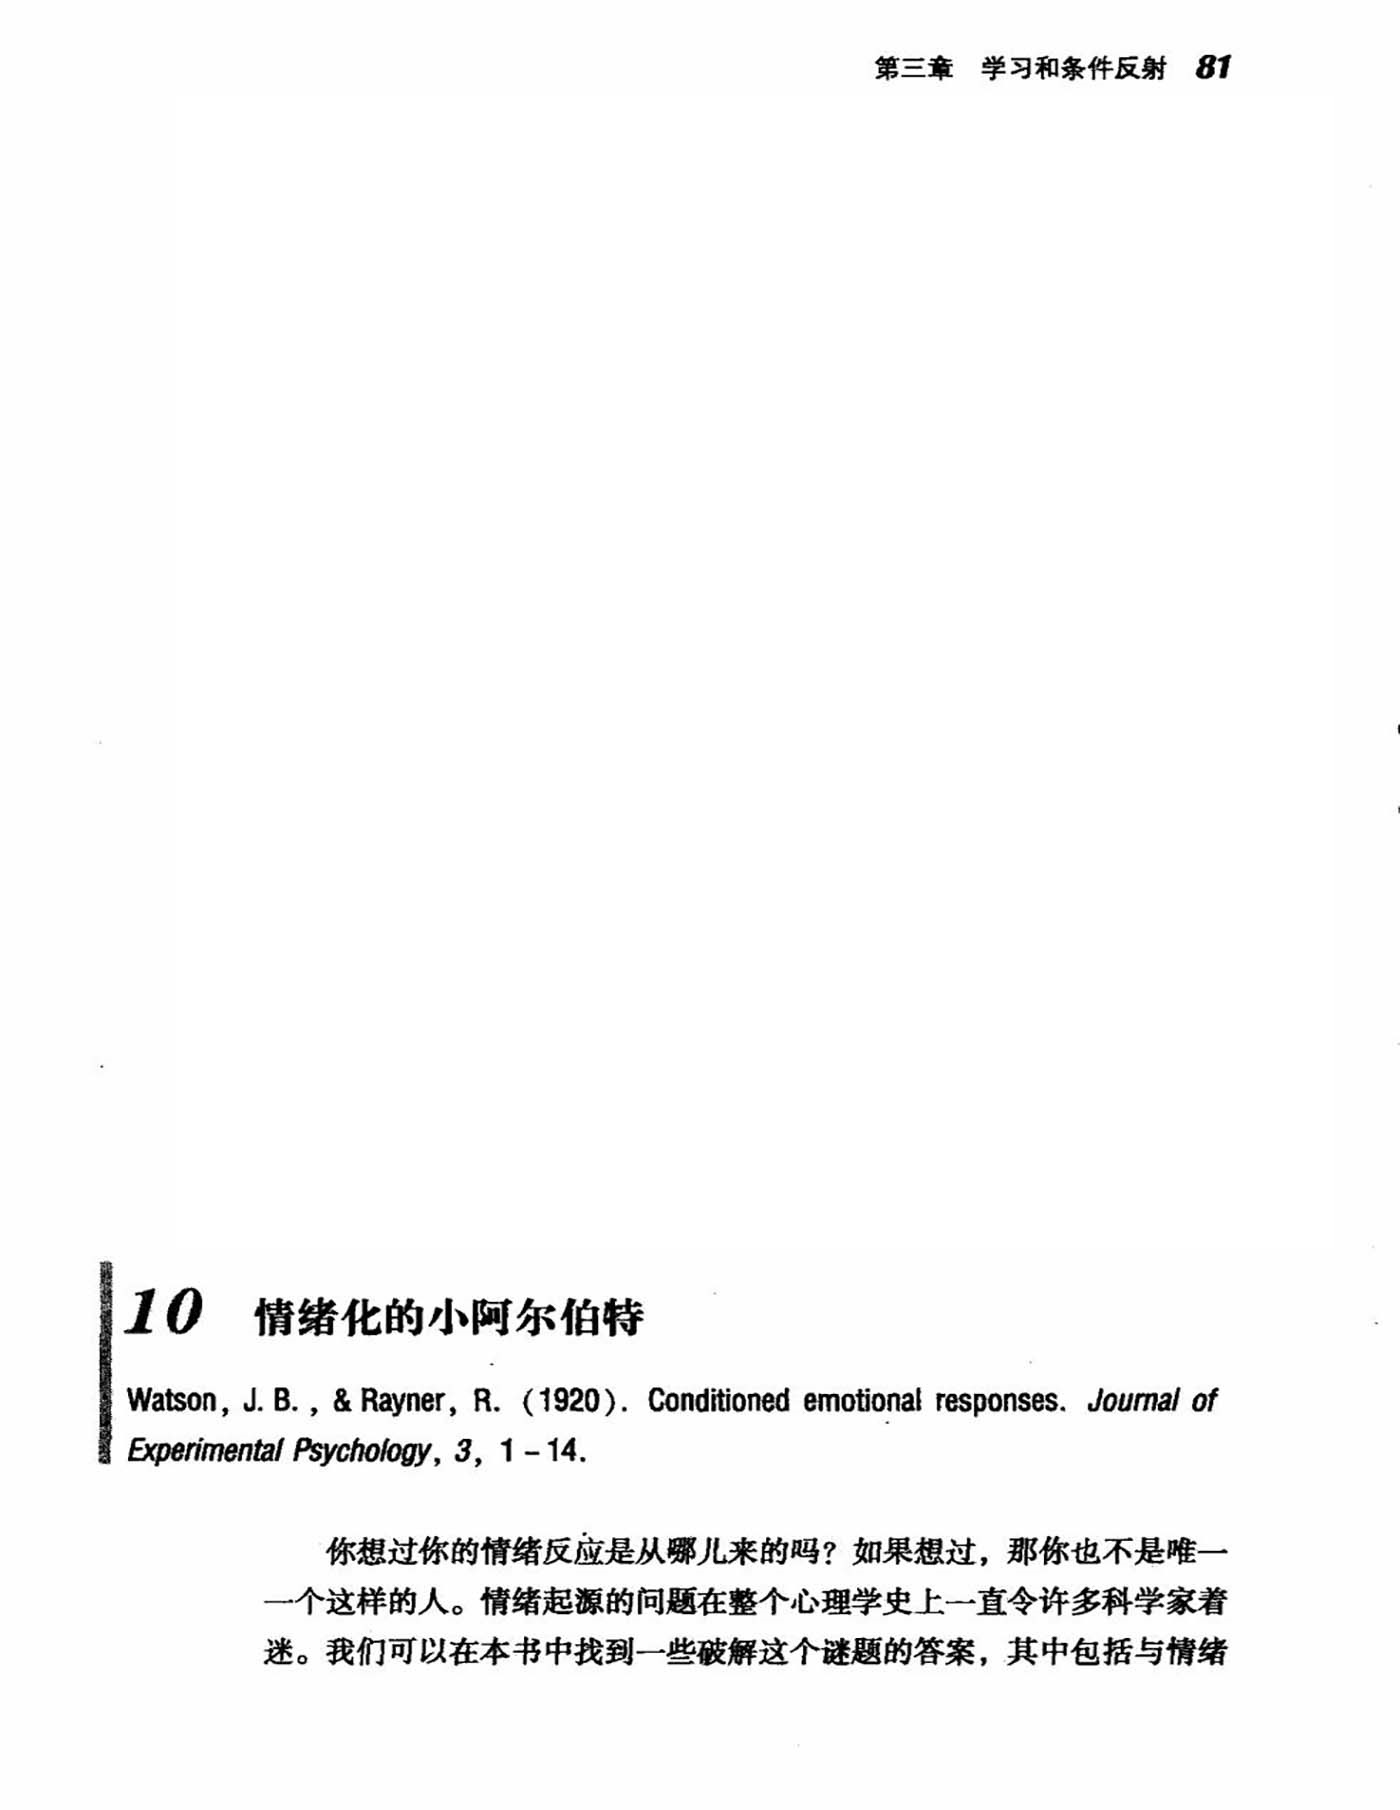 第三章 学习和条件反射 81
10 情绪化的小阿尔伯特
Watson, J. B., & Rayner, R. (1920). Conditioned emotional responses. Journal of
Experimental Psychology, 3, 1-14.
你想过你的情绪反应是从哪儿来的吗？如果想过，那你也不是唯一
一个这样的人。情绪起源的问题在整个心理学史上一直令许多科学家着
迷。我们可以在本书中找到一些破解这个谜题的答案，其中包括与情绪